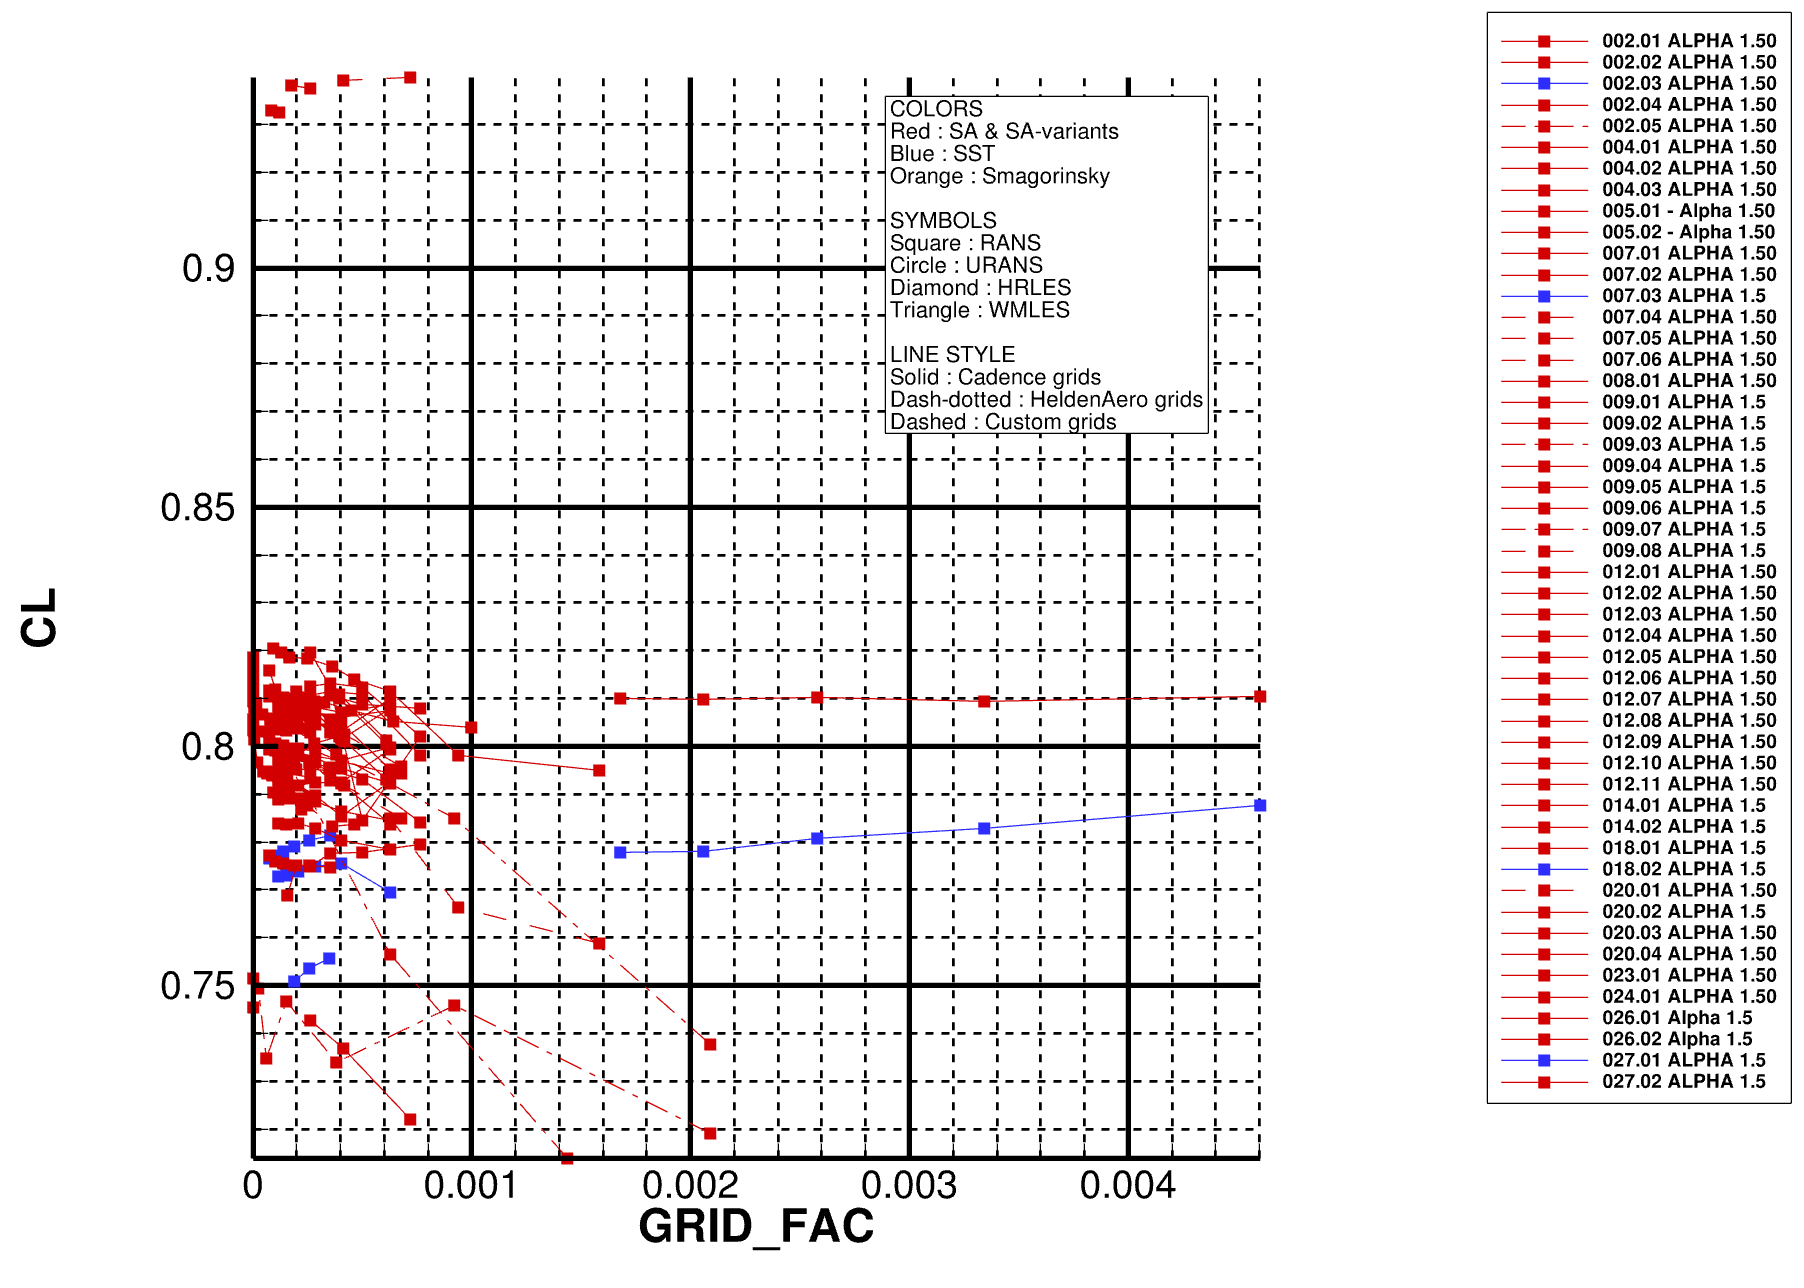 CL
0.9
0.85
0.8
0.75
0
0.001
0.002
0.003
0.004
GRID_FAC
COLORS
Red : SA & SA-variants
Blue : SST
Orange : Smagorinsky
SYMBOLS
Square : RANS
Circle : URANS
Diamond : HRLES
Triangle : WMLES
LINE STYLE
Solid : Cadence grids
Dash-dotted : HeldenAero grids
Dashed : Custom grids
002.01 ALPHA 1.50
002.02 ALPHA 1.50
002.03 ALPHA 1.50
002.04 ALPHA 1.50
002.05 ALPHA 1.50
004.01 ALPHA 1.50
004.02 ALPHA 1.50
004.03 ALPHA 1.50
005.01 - Alpha 1.50
005.02 - Alpha 1.50
007.01 ALPHA 1.50
007.02 ALPHA 1.50
007.03 ALPHA 1.5
007.04 ALPHA 1.50
007.05 ALPHA 1.50
007.06 ALPHA 1.50
008.01 ALPHA 1.50
009.01 ALPHA 1.5
009.02 ALPHA 1.5
009.03 ALPHA 1.5
009.04 ALPHA 1.5
009.05 ALPHA 1.5
009.06 ALPHA 1.5
009.07 ALPHA 1.5
009.08 ALPHA 1.5
012.01 ALPHA 1.50
012.02 ALPHA 1.50
012.03 ALPHA 1.50
012.04 ALPHA 1.50
012.05 ALPHA 1.50
012.06 ALPHA 1.50
012.07 ALPHA 1.50
012.08 ALPHA 1.50
012.09 ALPHA 1.50
012.10 ALPHA 1.50
012.11 ALPHA 1.50
014.01 ALPHA 1.5
014.02 ALPHA 1.5
018.01 ALPHA 1.5
018.02 ALPHA 1.5
020.01 ALPHA 1.50
020.02 ALPHA 1.5
020.03 ALPHA 1.50
020.04 ALPHA 1.50
023.01 ALPHA 1.50
024.01 ALPHA 1.50
026.01 Alpha 1.5
026.02 Alpha 1.5
027.01 ALPHA 1.5
027.02 ALPHA 1.5